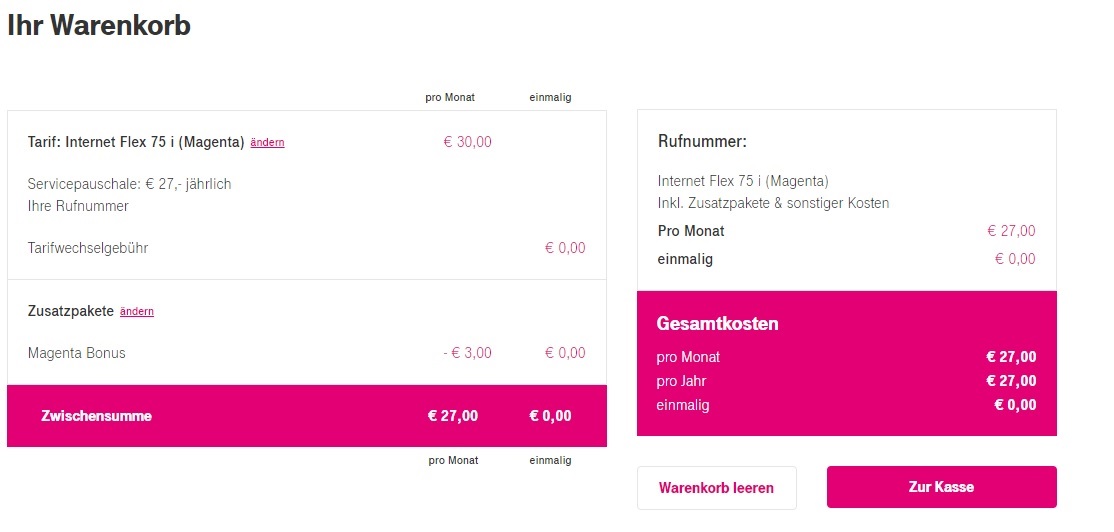 Ihr Warenkorb
pro Monat einmalig
Tarif: Internet Flex 75 i (Magenta) ändern € 30,00
Servicepauschale: € 27,- jährlich
Ihre Rufnummer
Tarifwechselgebühr € 0,00
Zusatzpakete ändern
Magenta Bonus - € 3,00 € 0,00
Zwischensumme € 27,00 € 0,00
pro Monat einmalig
Rufnummer:
Internet Flex 75 i (Magenta)
Inkl. Zusatzpakete & sonstiger Kosten
Pro Monat € 27,00
einmalig € 0,00
Gesamtkosten
pro Monat € 27,00
pro Jahr € 27,00
einmalig € 0,00
Warenkorb leeren Zur Kasse